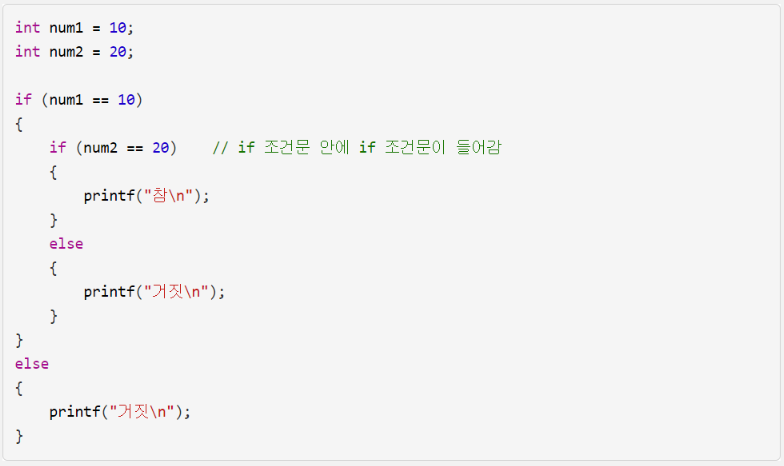 int num1 = 10;
int num2 = 20;
if (num1 == 10)
{
if (num2 == 20)    // if 조건문 안에 if 조건문이 들어감
{
printf("참\n");
}
else
{
printf("거짓\n");
}
}
else
{
printf("거짓\n");
}